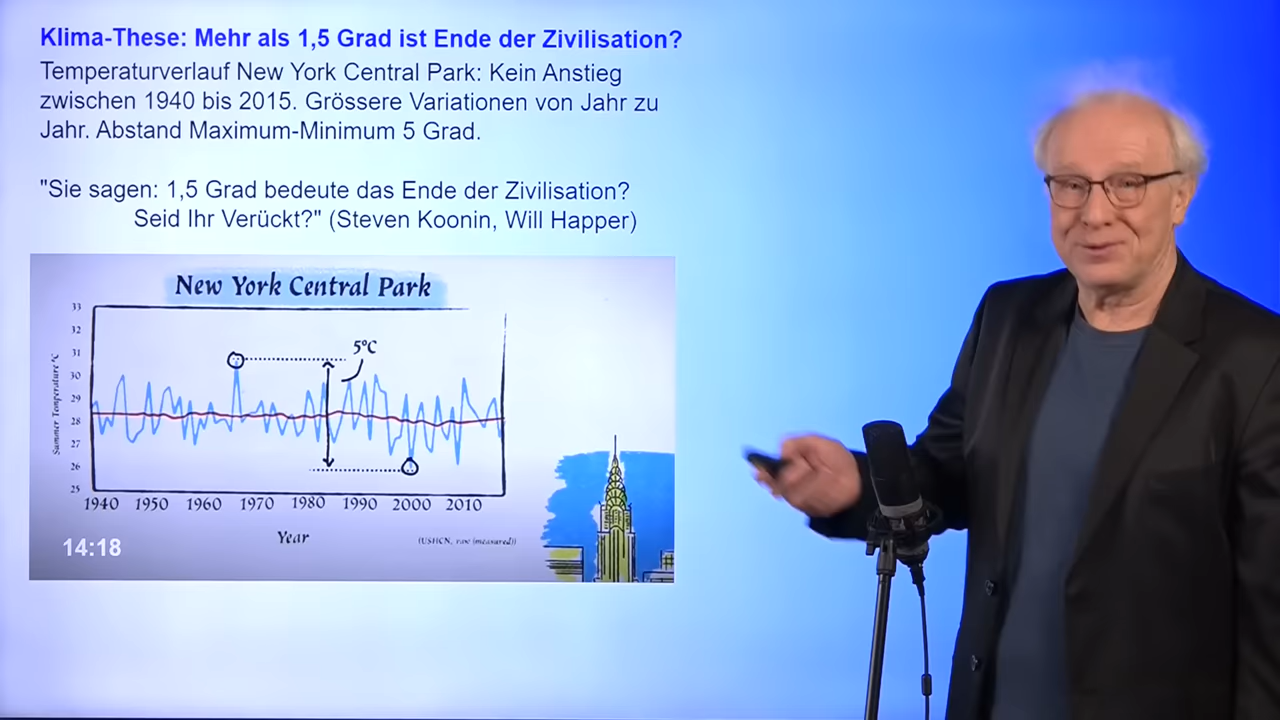 Klima-These: Mehr als 1,5 Grad ist Ende der Zivilisation?
Temperaturverlauf New York Central Park: Kein Anstieg
zwischen 1940 bis 2015. Grössere Variationen von Jahr zu
Jahr. Abstand Maximum-Minimum 5 Grad.
"Sie sagen: 1,5 Grad bedeute das Ende der Zivilisation?
Seid Ihr Verückt?" (Steven Koonin, Will Happer)
New York Central Park
33
32
31
30
29
28
27
26
25
Summer Temperature °C
5°C
1940 1950 1960 1970 1980 1990 2000 2010
Year
(USHCN, raw (measured))
14:18